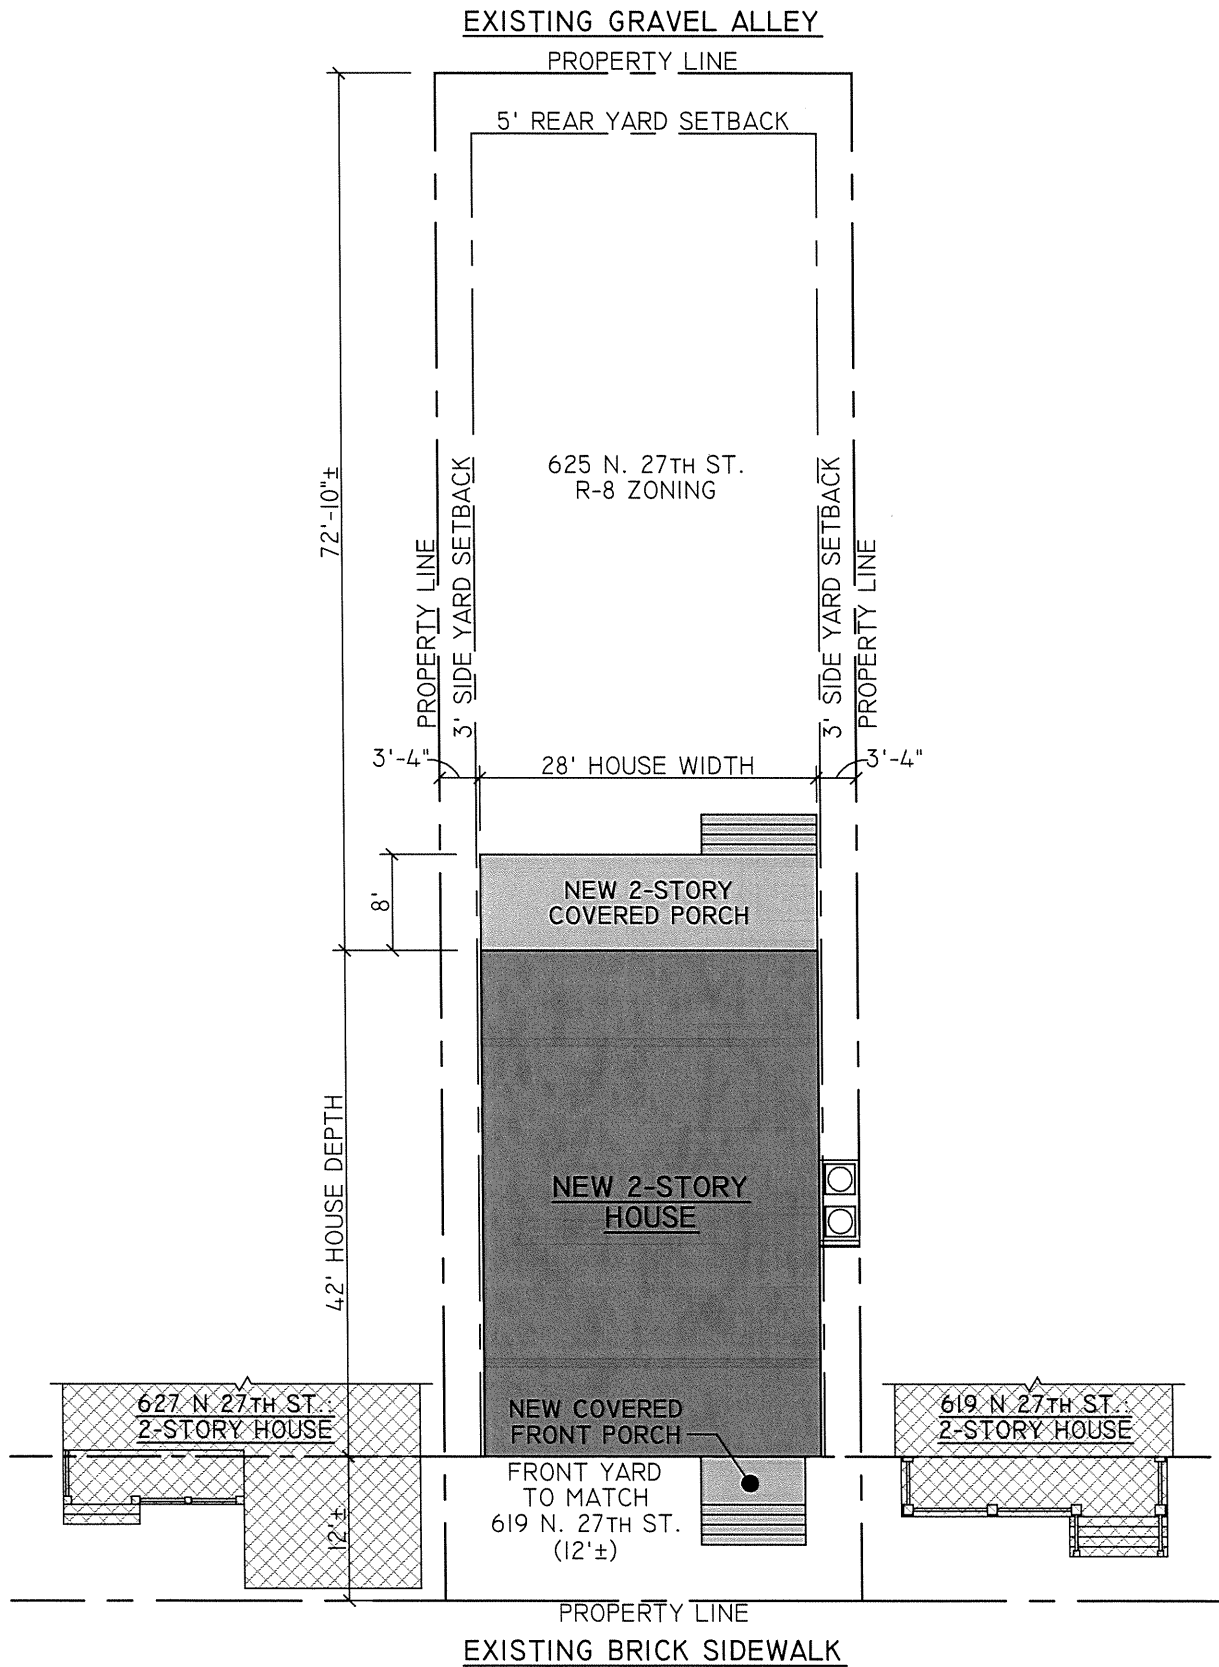 EXISTING GRAVEL ALLEY
PROPERTY LINE
5' REAR YARD SETBACK
72'-10"±
625 N. 27TH ST.
R-8 ZONING
PROPERTY LINE
3' SIDE YARD SETBACK
3' SIDE YARD SETBACK
PROPERTY LINE
3'-4"
28' HOUSE WIDTH
3'-4"
8'
NEW 2-STORY
COVERED PORCH
42' HOUSE DEPTH
NEW 2-STORY
HOUSE
627 N 27TH ST.:
2-STORY HOUSE
NEW COVERED
FRONT PORCH
619 N 27TH ST.:
2-STORY HOUSE
12'±
FRONT YARD
TO MATCH
619 N. 27TH ST.
(12'±)
PROPERTY LINE
EXISTING BRICK SIDEWALK